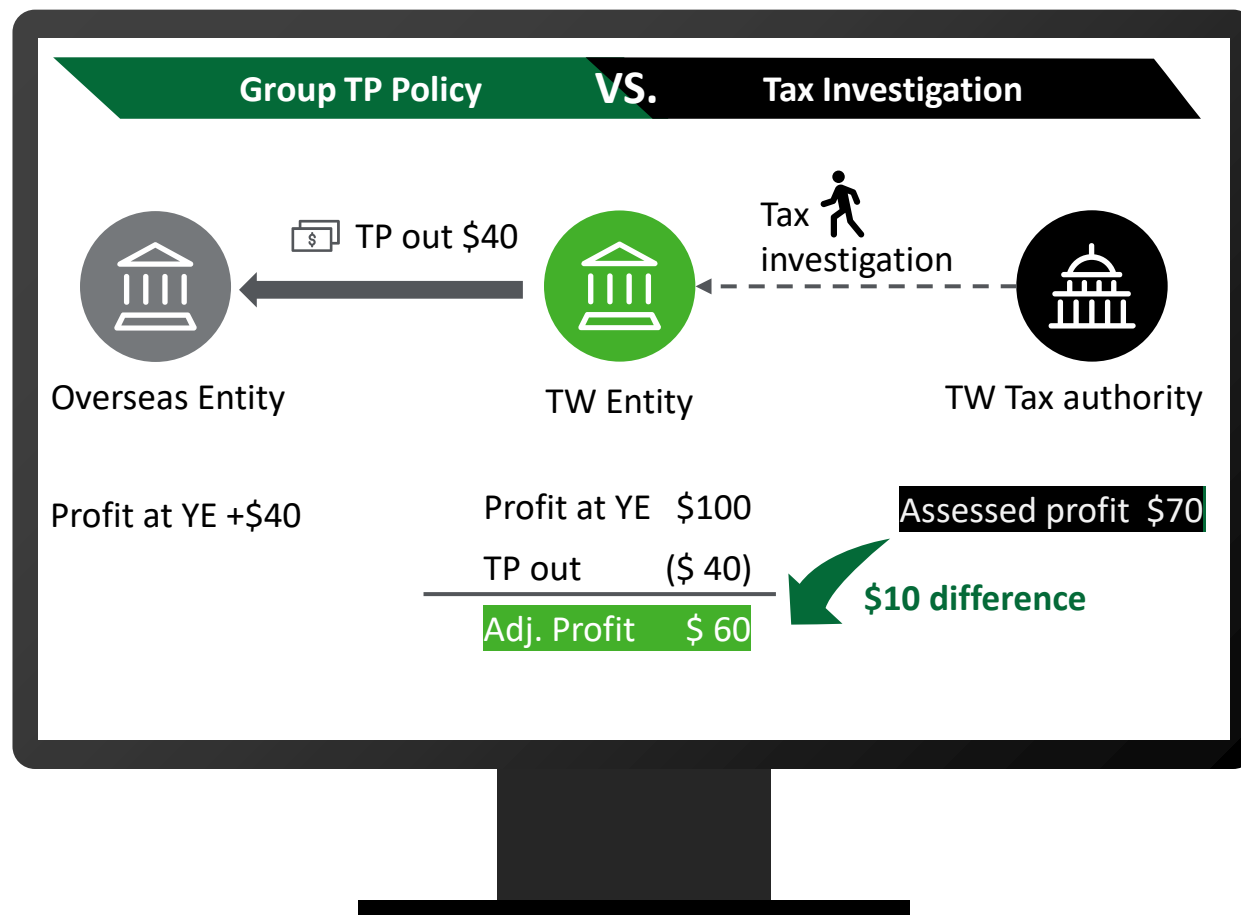 Group TP Policy VS. Tax Investigation
$ TP out $40
Tax
investigation
Overseas Entity
TW Entity
TW Tax authority
Profit at YE +$40
Profit at YE $100
TP out ($ 40)
Adj. Profit $ 60
Assessed profit $70
$10 difference